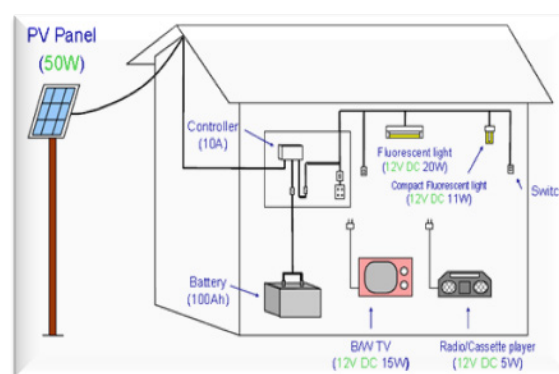 PV Panel
(50W)
Controller
(10A)
Fluorescent light
(12V DC 20W)
Compact Fluorescent light
(12V DC 11W)
Switc
Battery
(100Ah)
B/W TV
(12V DC 15W)
Radio/Cassette player
(12V DC 5W)